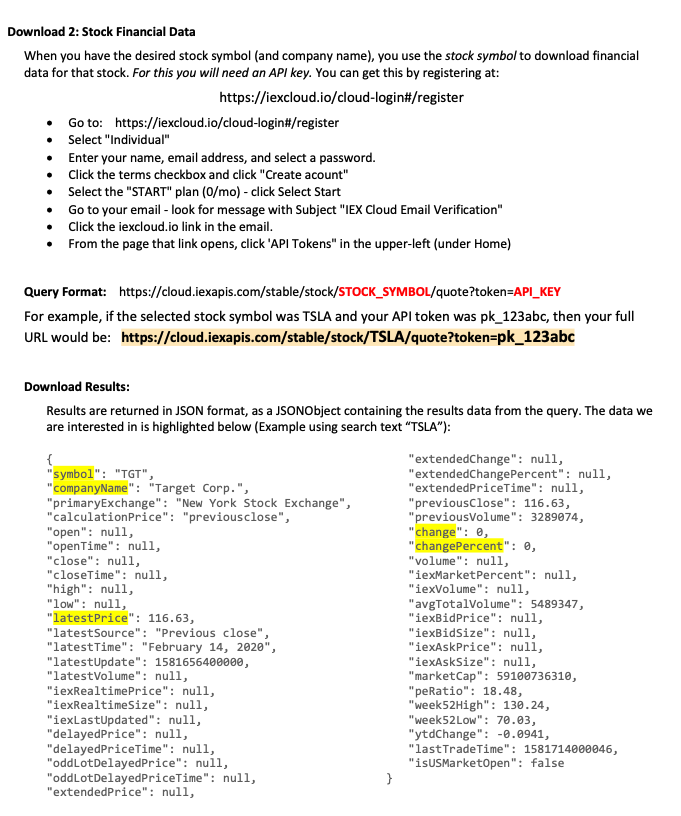 Download 2: Stock Financial Data
When you have the desired stock symbol (and company name), you use the stock symbol to download financial
data for that stock. For this you will need an API key. You can get this by registering at:
https://iexcloud.io/cloud-login#/register
• Go to: https://iexcloud.io/cloud-login#/register
• Select "Individual"
• Enter your name, email address, and select a password.
• Click the terms checkbox and click "Create acount"
• Select the "START" plan (0/mo) - click Select Start
• Go to your email - look for message with Subject "IEX Cloud Email Verification"
• Click the iexcloud.io link in the email.
• From the page that link opens, click 'API Tokens" in the upper-left (under Home)
Query Format: https://cloud.iexapis.com/stable/stock/STOCK_SYMBOL/quote?token=API_KEY
For example, if the selected stock symbol was TSLA and your API token was pk_123abc, then your full
URL would be: https://cloud.iexapis.com/stable/stock/TSLA/quote?token=pk_123abc
Download Results:
Results are returned in JSON format, as a JSONObject containing the results data from the query. The data we
are interested in is highlighted below (Example using search text “TSLA”):
{
"symbol": "TGT",
"companyName": "Target Corp.",
"primaryExchange": "New York Stock Exchange",
"calculationPrice": "previousclose",
"open": null,
"openTime": null,
"close": null,
"closeTime": null,
"high": null,
"low": null,
"latestPrice": 116.63,
"latestSource": "Previous close",
"latestTime": "February 14, 2020",
"latestUpdate": 1581656400000,
"latestVolume": null,
"iexRealtimePrice": null,
"iexRealtimeSize": null,
"iexLastUpdated": null,
"delayedPrice": null,
"delayedPriceTime": null,
"oddLotDelayedPrice": null,
"oddLotDelayedPriceTime": null,
"extendedPrice": null,
"extendedChange": null,
"extendedChangePercent": null,
"extendedPriceTime": null,
"previousClose": 116.63,
"previousVolume": 3289074,
"change": 0,
"changePercent": 0,
"volume": null,
"iexMarketPercent": null,
"iexVolume": null,
"avgTotalVolume": 5489347,
"iexBidPrice": null,
"iexBidSize": null,
"iexAskPrice": null,
"iexAskSize": null,
"marketCap": 59100736310,
"peRatio": 18.48,
"week52High": 130.24,
"week52Low": 70.03,
"ytdChange": -0.0941,
"lastTradeTime": 1581714000046,
"isUSMarketOpen": false
}